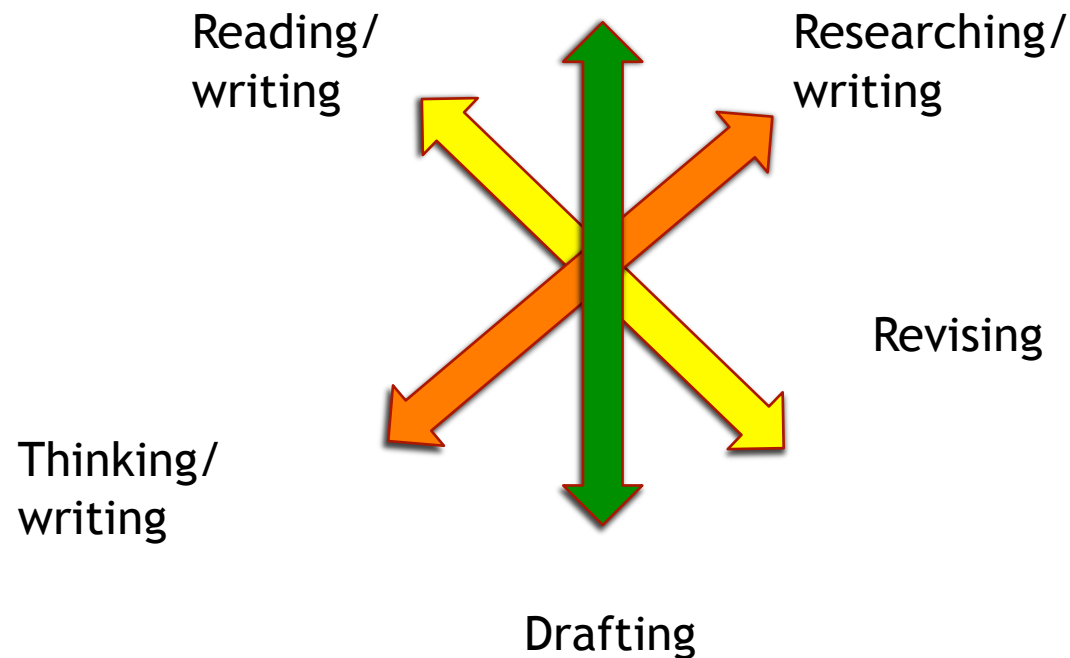 Reading/
writing
Researching/
writing
Revising
Thinking/
writing
Drafting